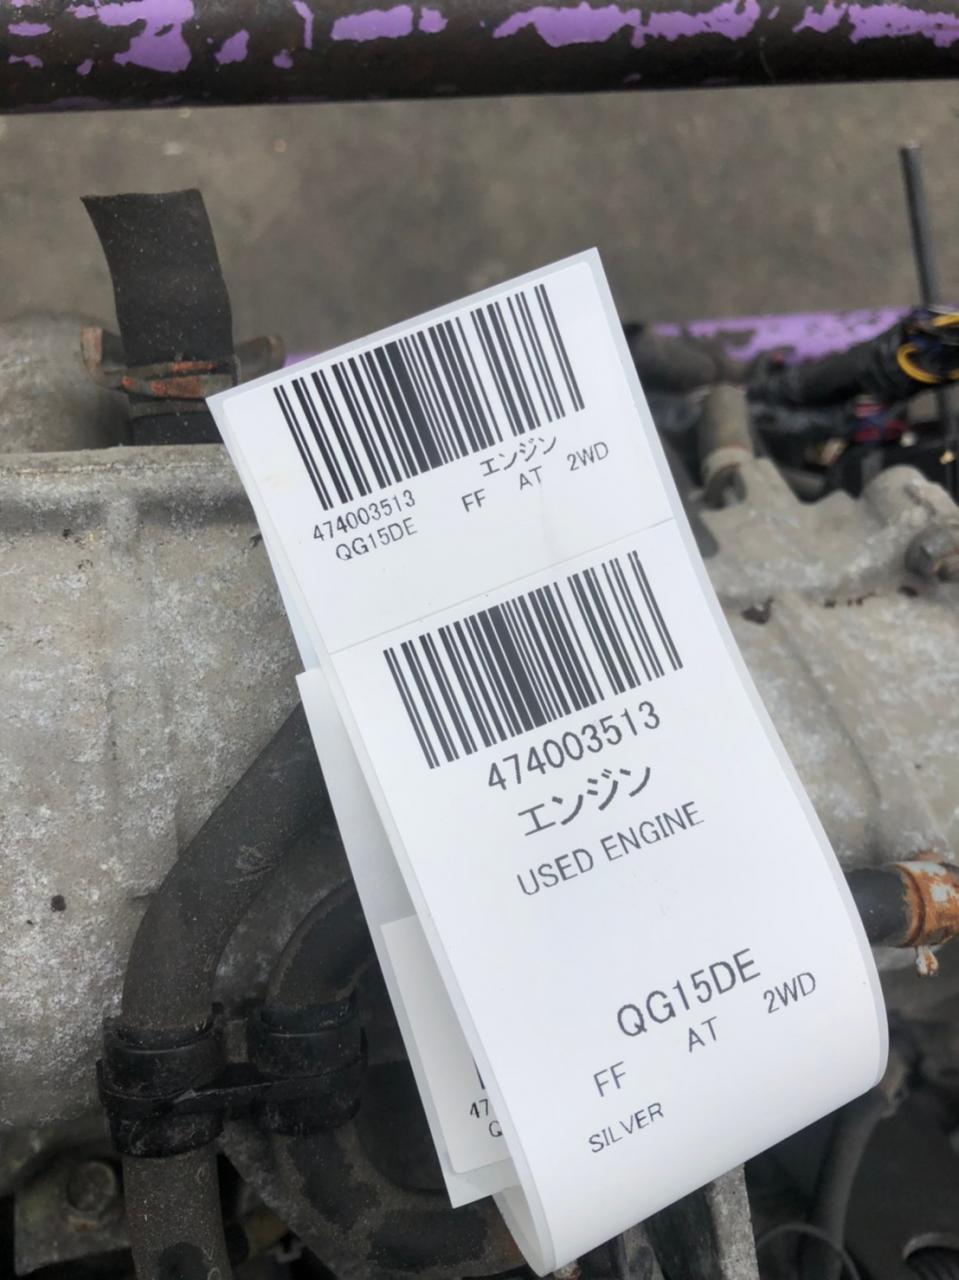 エンジン
474003513 FF AT 2WD
QG15DE
474003513
エンジン
USED ENGINE
QG15DE
FF AT 2WD
SILVER
47
Q